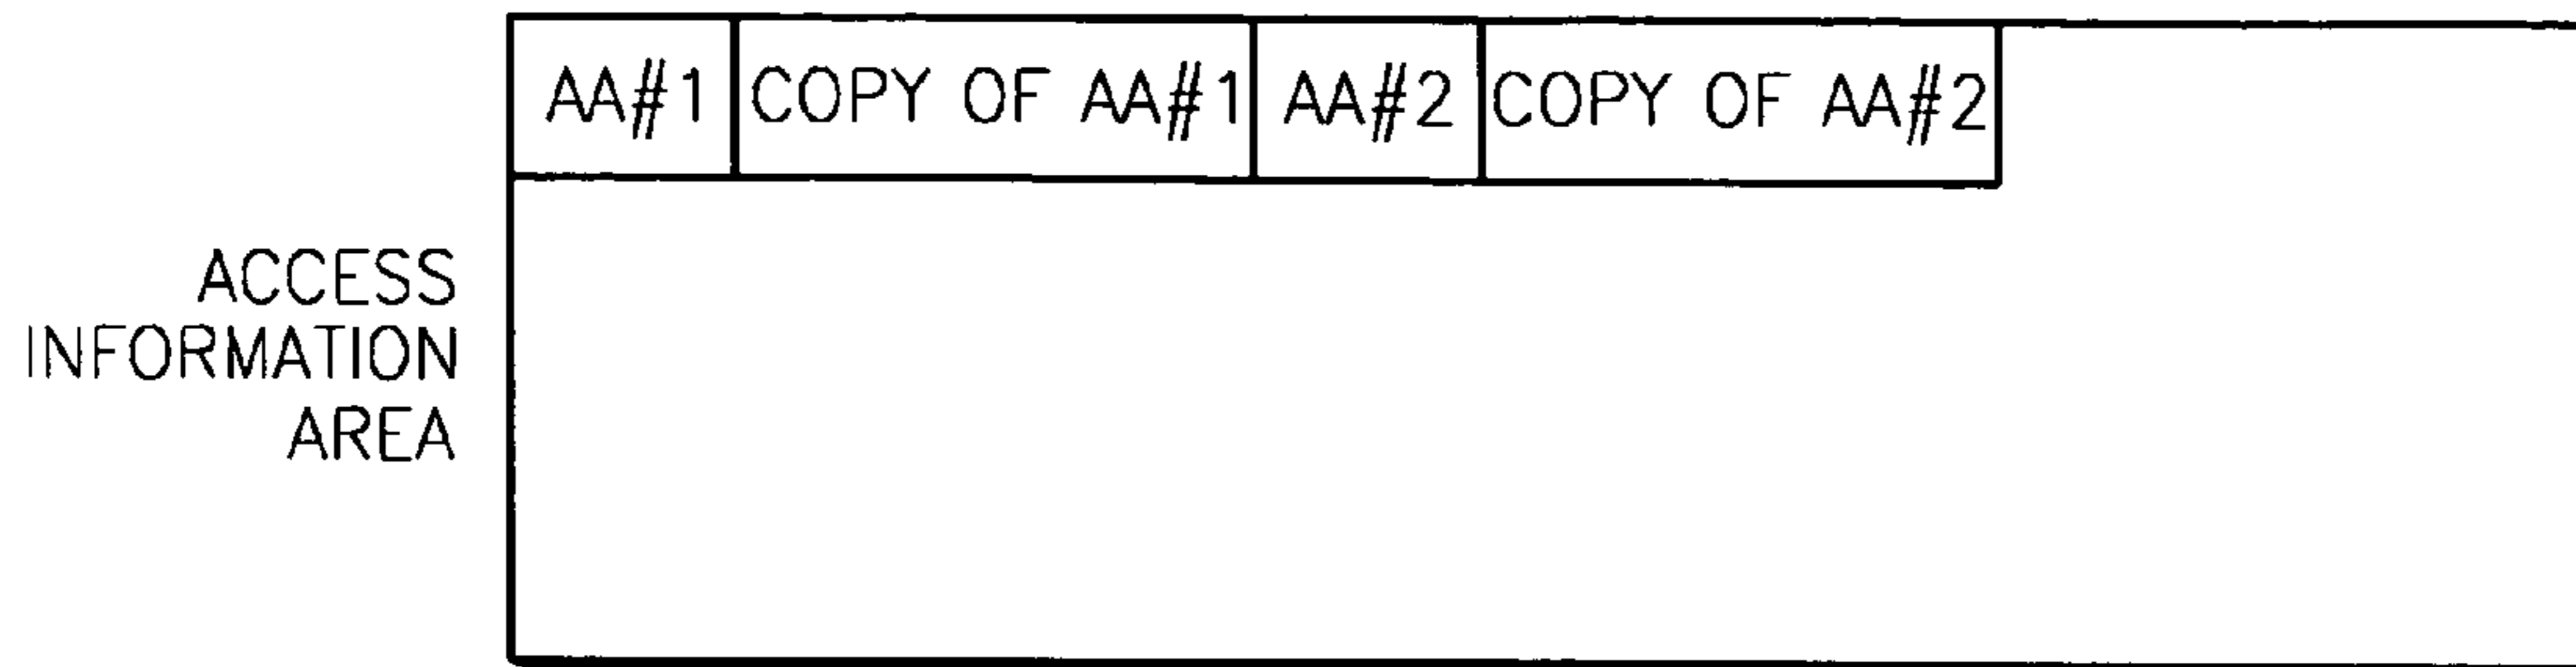 AA#1 COPY OF AA#1 AA#2 COPY OF AA#2
ACCESS
INFORMATION
AREA